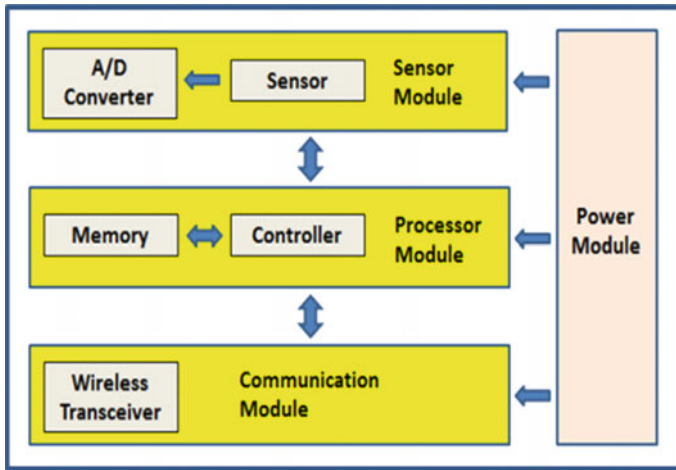 A/D
Converter
Sensor
Sensor
Module
Memory
Controller
Processor
Module
Power
Module
Wireless
Transceiver
Communication
Module